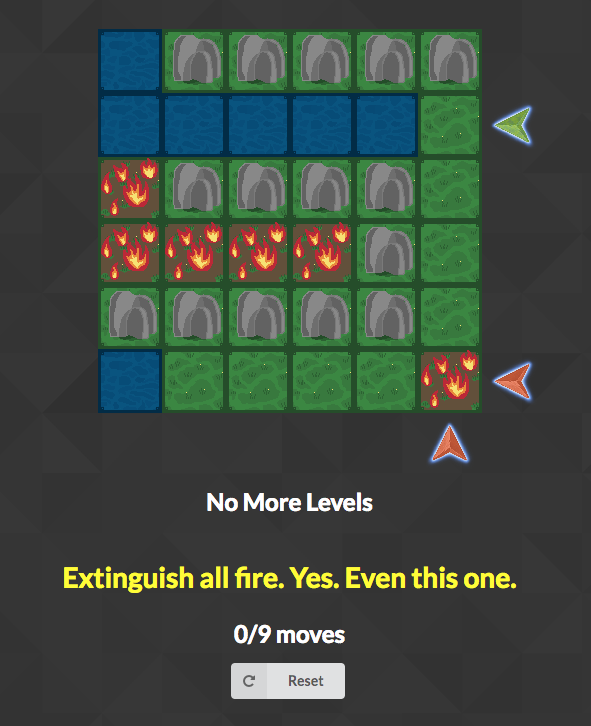 No More Levels
Extinguish all fire. Yes. Even this one.
0/9 moves
Reset